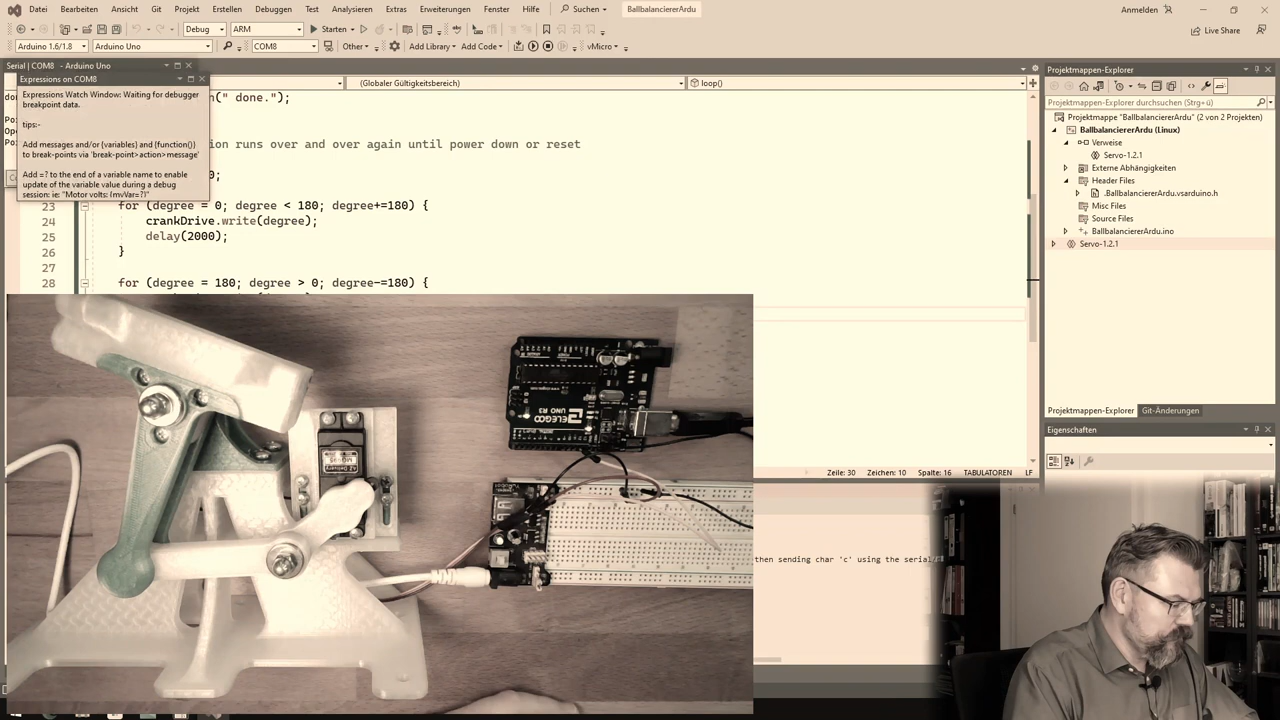 Datei Bearbeiten Ansicht Git Projekt Erstellen Debuggen Test Analysieren Extras Erweiterungen Fenster Hilfe Suchen BallbalanciererArdu Anmelden
Debug ARM Starten Live Share
Arduino 1.6/1.8 Arduino Uno COM8 Other Add Library Add Code vMicro
Serial | COM8 - Arduino Uno
Expressions on COM8
(Globaler Gültigkeitsbereich) loop()
Expressions Watch Window: Waiting for debugger
breakpoint data.
tips:-
Add messages and/or {variables} and {function()}
to break-points via 'break-point>action>message'
Add =? to the end of a variable name to enable
update of the variable value during a debug
session: ie: "Motor volts: {myVar=?}"
(" done.");
runs over and over again until power down or reset
23 for (degree = 0; degree < 180; degree+=180) {
24 crankDrive.write(degree);
25 delay(2000);
26 }
27
28 for (degree = 180; degree > 0; degree-=180) {
Zeile: 30 Zeichen: 10 Spalte: 16 TABULATOREN LF
then sending char 'c' using the serial
Projektmappen-Explorer
Projektmappen-Explorer durchsuchen (Strg+ü)
Projektmappe "BallbalanciererArdu" (2 von 2 Projekten)
BallbalanciererArdu (Linux)
Verweise
Servo-1.2.1
Externe Abhängigkeiten
Header Files
.BallbalanciererArdu.vsarduino.h
Misc Files
Source Files
BallbalanciererArdu.ino
Servo-1.2.1
Projektmappen-Explorer Git-Änderungen
Eigenschaften
ELEGOO
UNO R3
AZ Delivery